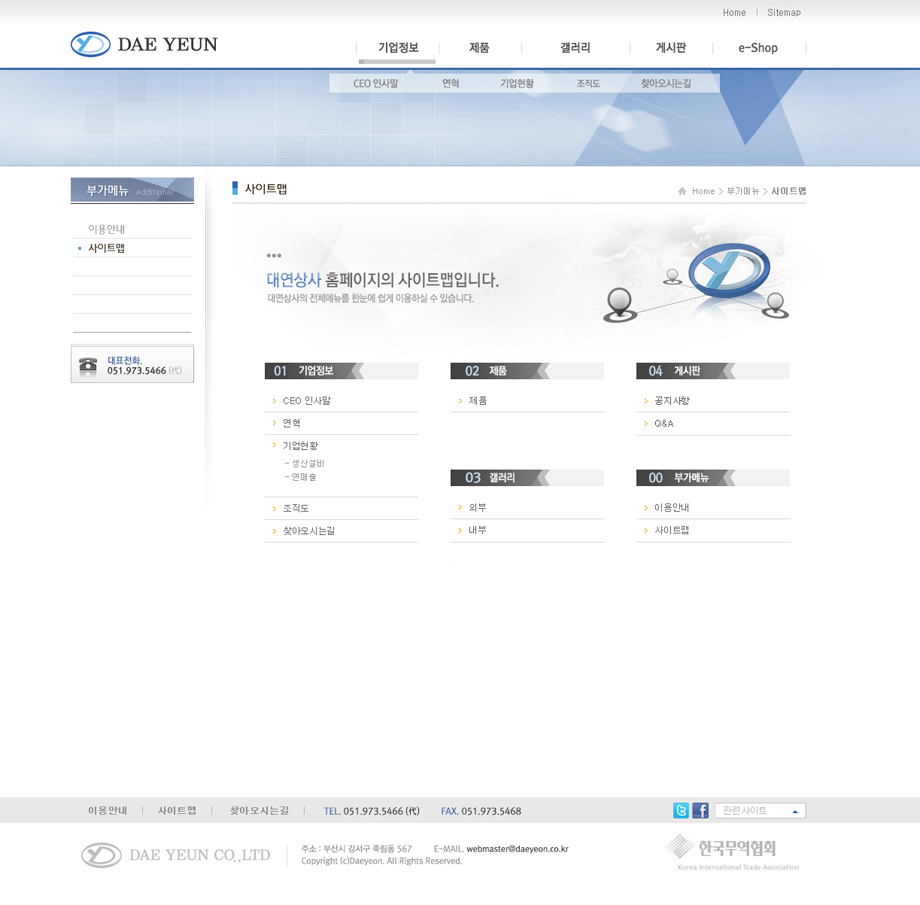 Home | Sitemap
DAE YEUN
기업정보 제품 갤러리 게시판 e-Shop
CEO 인사말 연혁 기업현황 조직도 찾아오시는길
부가메뉴 Additional
이용안내
사이트맵
대표전화.
051.973.5466 (代)
사이트맵
Home > 부가메뉴 > 사이트맵
대연상사 홈페이지의 사이트맵입니다.
대연상사의 전체메뉴를 한눈에 쉽게 이용하실 수 있습니다.
01 기업정보
CEO 인사말
연혁
기업현황
- 생산설비
- 연매출
조직도
찾아오시는길
02 제품
제품
03 갤러리
외부
내부
04 게시판
공지사항
Q&A
00 부가메뉴
이용안내
사이트맵
이용안내 | 사이트맵 | 찾아오시는길 | TEL. 051.973.5466 (代) FAX. 051.973.5468
관련사이트
DAE YEUN CO.,LTD
주소 : 부산시 강서구 죽림동 567 E-MAIL. webmaster@daeyeon.co.kr
Copyright (c)Daeyeon. All Rights Reserved.
한국무역협회
Korea International Trade Association